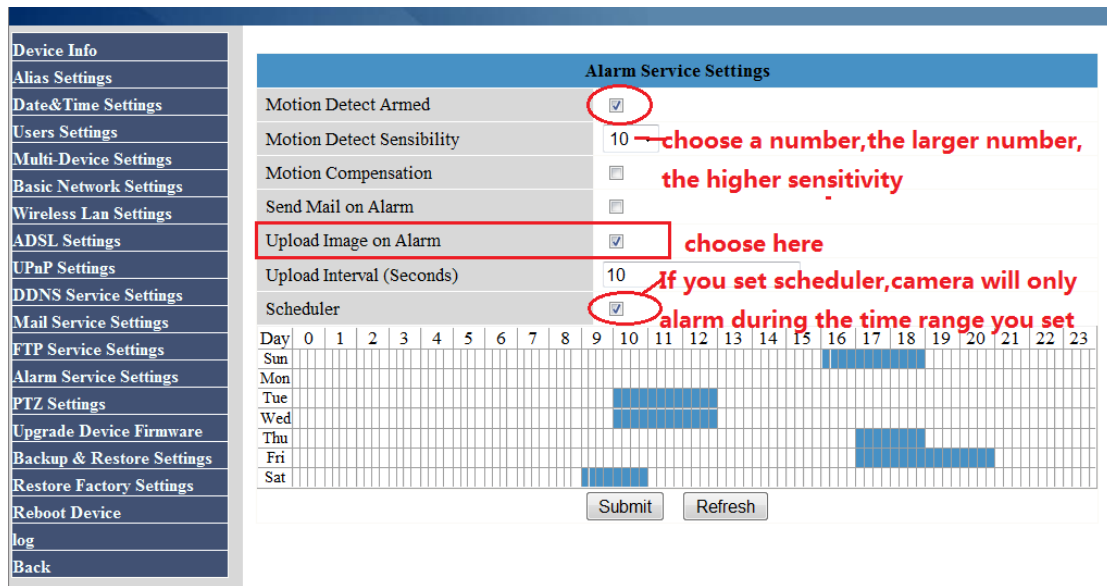 Device Info
Alias Settings
Date&Time Settings
Users Settings
Multi-Device Settings
Basic Network Settings
Wireless Lan Settings
ADSL Settings
UPnP Settings
DDNS Service Settings
Mail Service Settings
FTP Service Settings
Alarm Service Settings
PTZ Settings
Upgrade Device Firmware
Backup & Restore Settings
Restore Factory Settings
Reboot Device
log
Back
Alarm Service Settings
Motion Detect Armed
Motion Detect Sensibility 10 choose a number,the larger number,
the higher sensitivity
Motion Compensation
Send Mail on Alarm
Upload Image on Alarm choose here
Upload Interval (Seconds) 10
If you set scheduler,camera will only
Scheduler
alarm during the time range you set
Day 0 1 2 3 4 5 6 7 8 9 10 11 12 13 14 15 16 17 18 19 20 21 22 23
Sun
Mon
Tue
Wed
Thu
Fri
Sat
Submit Refresh